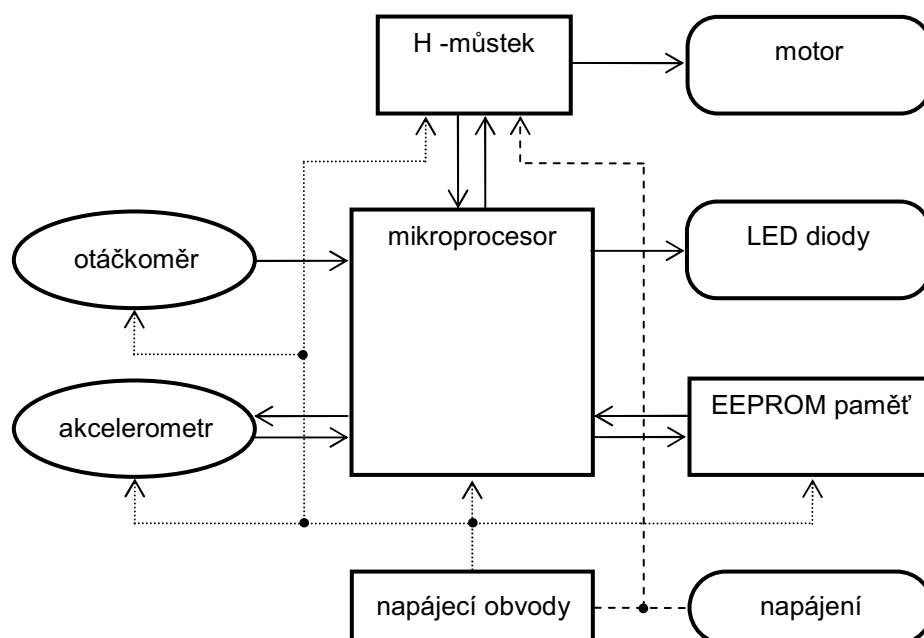 H -můstek
motor
mikroprocesor
LED diody
otáčkoměr
EEPROM paměť
akcelerometr
napájecí obvody
napájení